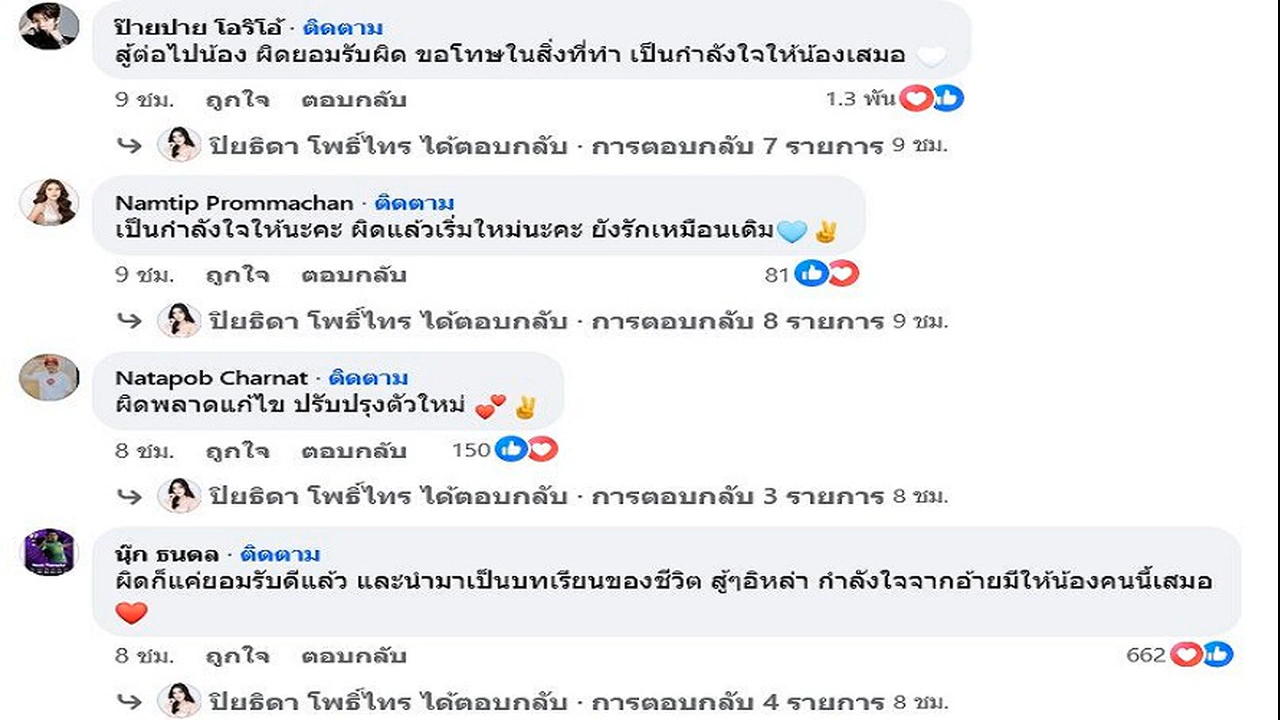 ป๊ายปาย โอริโอ้ · ติดตาม
สู้ต่อไปน้อง ผิดยอมรับผิด ขอโทษในสิ่งที่ทำ เป็นกำลังใจให้น้องเสมอ 🤍
9 ชม. ถูกใจ ตอบกลับ 1.3 พัน
ปิยธิดา โพธิ์ไทร ได้ตอบกลับ · การตอบกลับ 7 รายการ 9 ชม.
Namtip Prommachan · ติดตาม
เป็นกำลังใจให้นะคะ ผิดแล้วเริ่มใหม่นะคะ ยังรักเหมือนเดิม🩵✌️
9 ชม. ถูกใจ ตอบกลับ 81
ปิยธิดา โพธิ์ไทร ได้ตอบกลับ · การตอบกลับ 8 รายการ 9 ชม.
Natapob Charnat · ติดตาม
ผิดพลาดแก้ไข ปรับปรุงตัวใหม่ 💕✌️
8 ชม. ถูกใจ ตอบกลับ 150
ปิยธิดา โพธิ์ไทร ได้ตอบกลับ · การตอบกลับ 3 รายการ 8 ชม.
นุ๊ก ธนดล · ติดตาม
ผิดก็แค่ยอมรับดีแล้ว และนำมาเป็นบทเรียนของชีวิต สู้ๆอิหล่า กำลังใจจากอ้ายมีให้น้องคนนี้เสมอ
❤️
8 ชม. ถูกใจ ตอบกลับ 662
ปิยธิดา โพธิ์ไทร ได้ตอบกลับ · การตอบกลับ 4 รายการ 8 ชม.